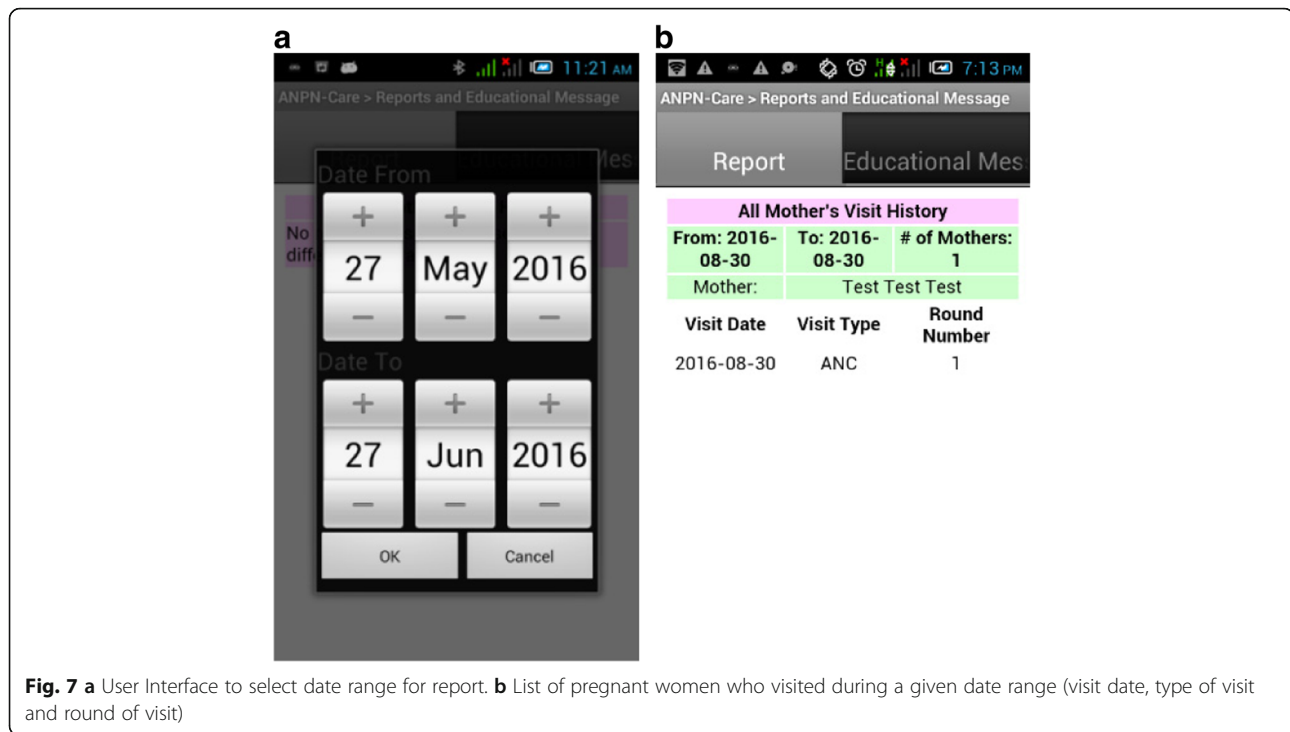 a
11:21 AM
ANPN-Care > Reports and Educational Message
Report
Educational Mes
Date From
No
diff
+ + +
27 May 2016
− − −
Date To
+ + +
27 Jun 2016
− − −
OK Cancel
b
H
7:13 PM
ANPN-Care > Reports and Educational Message
Report Educational Mes
All Mother's Visit History
From: 2016- To: 2016- # of Mothers:
08-30 08-30 1
Mother: Test Test Test
Visit Date Visit Type Round
Number
2016-08-30 ANC 1
Fig. 7 a User Interface to select date range for report. b List of pregnant women who visited during a given date range (visit date, type of visit
and round of visit)